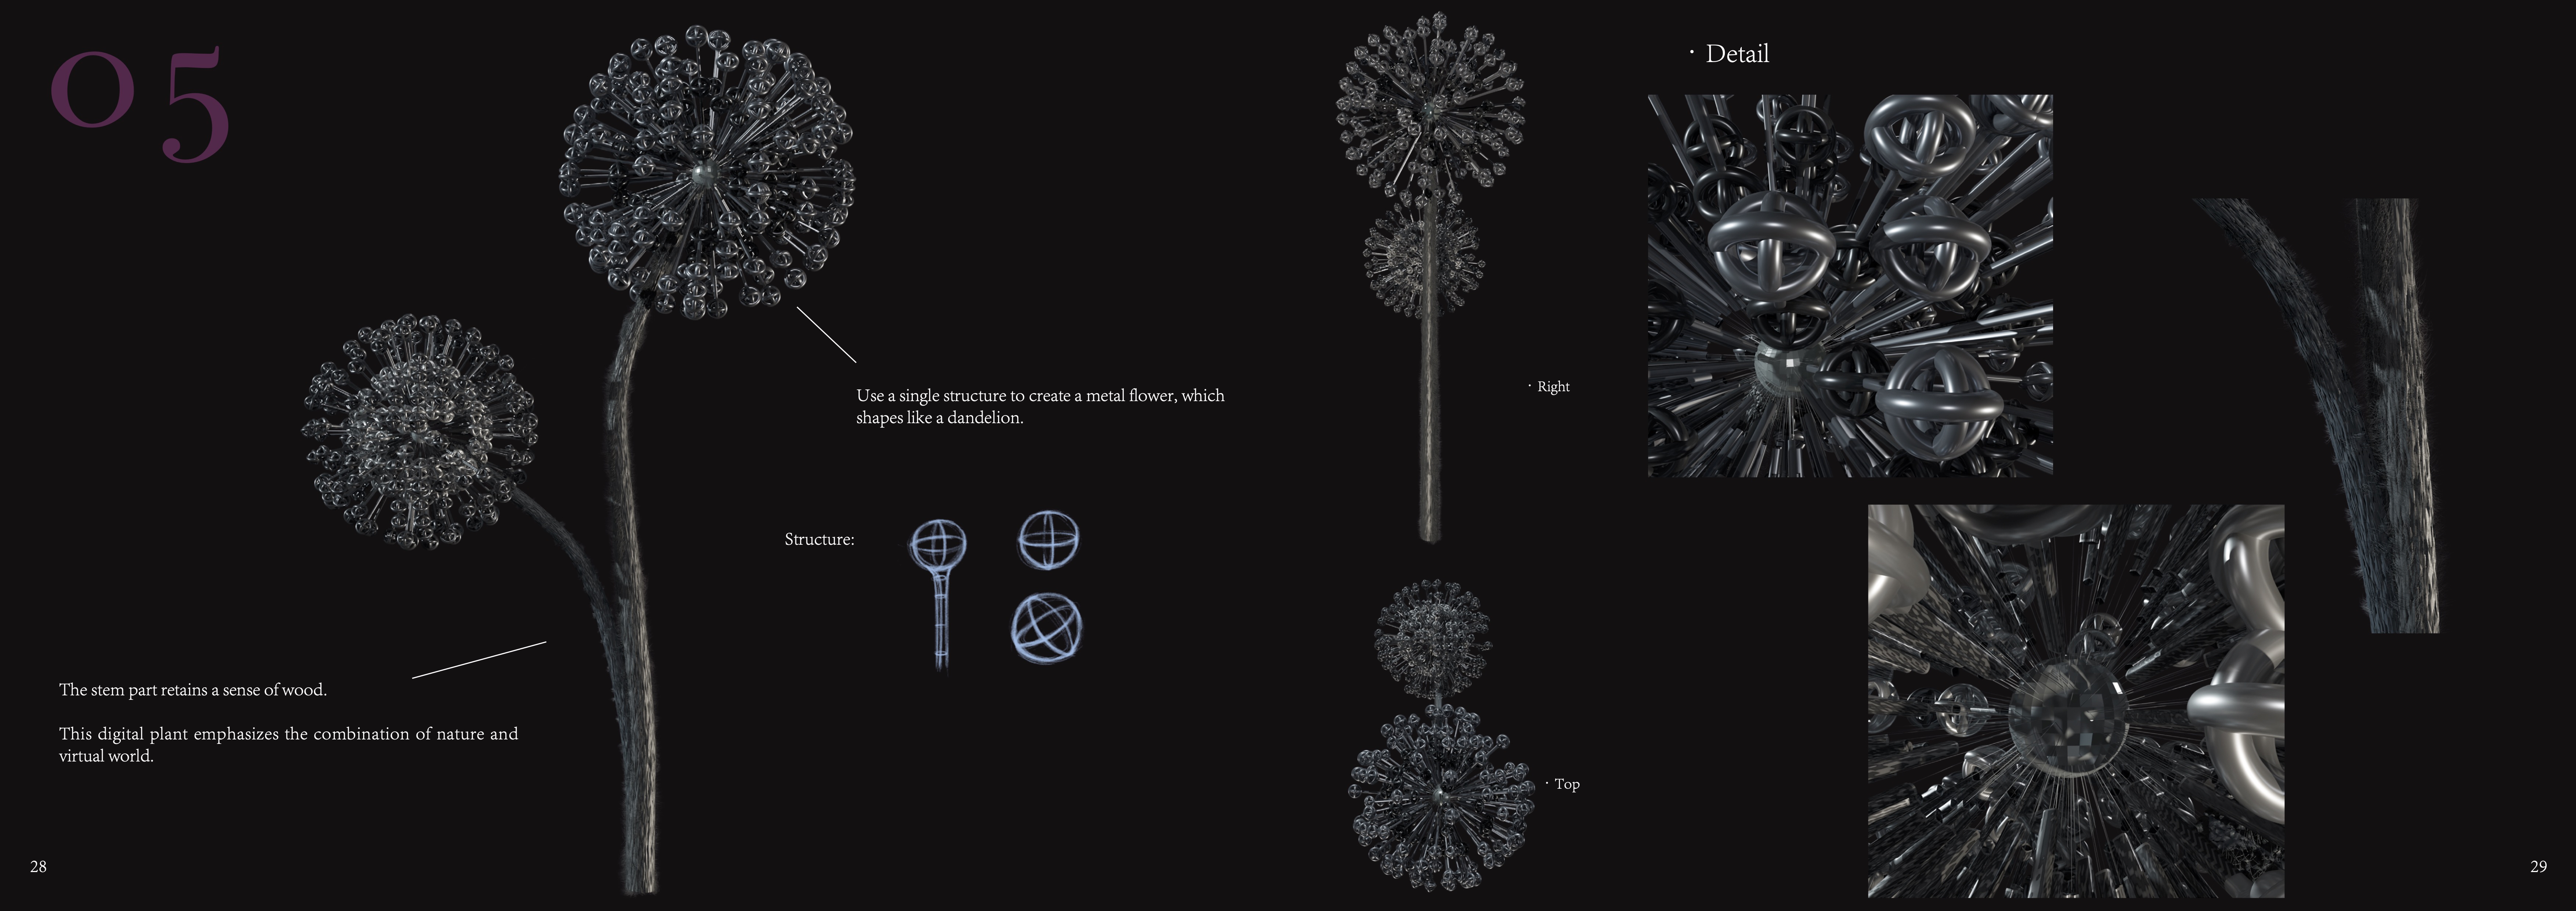 05
Use a single structure to create a metal flower, which
shapes like a dandelion.
Structure:
The stem part retains a sense of wood.
This digital plant emphasizes the combination of nature and
virtual world.
28
· Detail
· Right
· Top
29